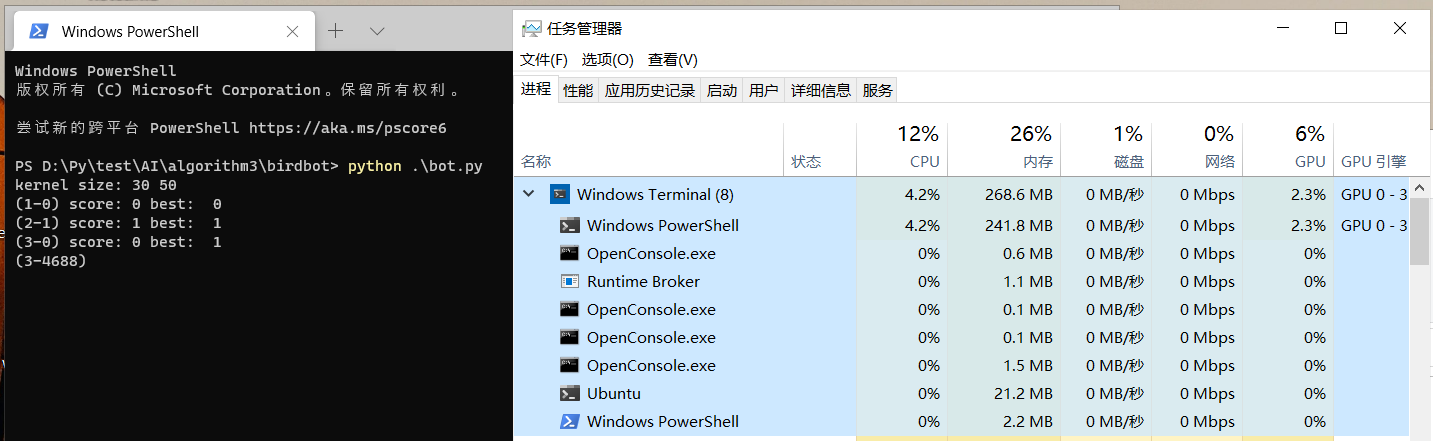 Windows PowerShell
Windows PowerShell
版权所有 (C) Microsoft Corporation。保留所有权利。
尝试新的跨平台 PowerShell https://aka.ms/pscore6
PS D:\Py\test\AI\algorithm3\birdbot> python .\bot.py
kernel size: 30 50
(1-0) score: 0 best:  0
(2-1) score: 1 best:  1
(3-0) score: 0 best:  1
(3-4688)
任务管理器
文件(F) 选项(O) 查看(V)
进程 性能 应用历史记录 启动 用户 详细信息 服务
12% 26% 1% 0% 6%
名称 状态 CPU 内存 磁盘 网络 GPU GPU 引擎
Windows Terminal (8) 4.2% 268.6 MB 0 MB/秒 0 Mbps 2.3% GPU 0 - 3
Windows PowerShell 4.2% 241.8 MB 0 MB/秒 0 Mbps 2.3% GPU 0 - 3
OpenConsole.exe 0% 0.6 MB 0 MB/秒 0 Mbps 0%
Runtime Broker 0% 1.1 MB 0 MB/秒 0 Mbps 0%
OpenConsole.exe 0% 0.1 MB 0 MB/秒 0 Mbps 0%
OpenConsole.exe 0% 0.1 MB 0 MB/秒 0 Mbps 0%
OpenConsole.exe 0% 1.5 MB 0 MB/秒 0 Mbps 0%
Ubuntu 0% 21.2 MB 0 MB/秒 0 Mbps 0%
Windows PowerShell 0% 2.2 MB 0 MB/秒 0 Mbps 0%